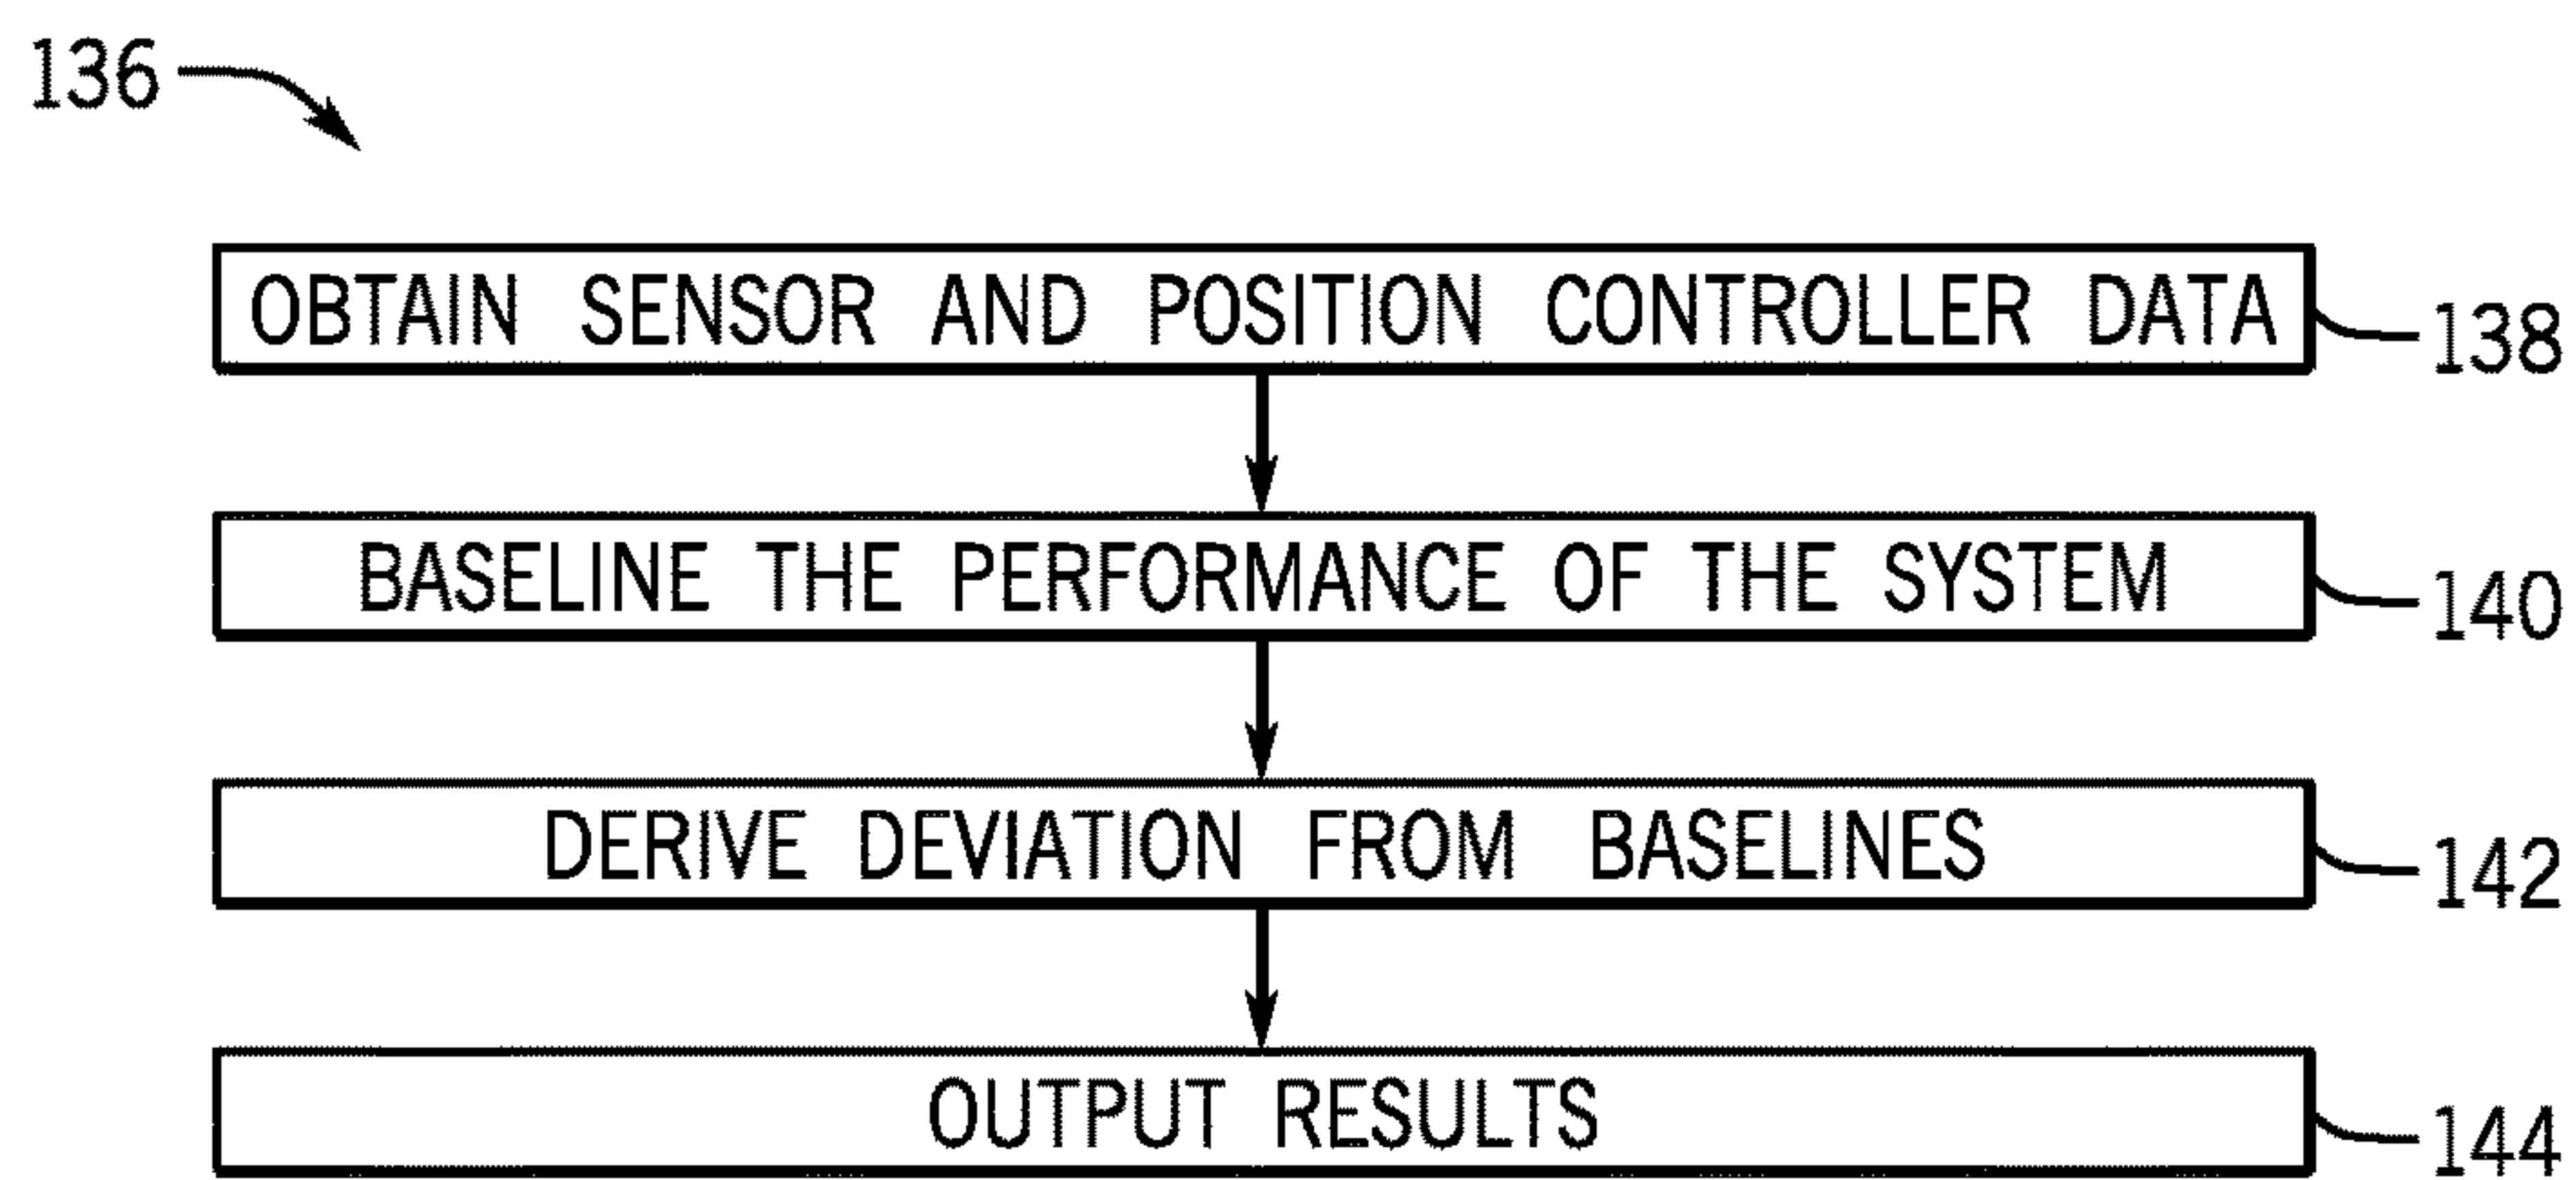 136
OBTAIN SENSOR AND POSITION CONTROLLER DATA
138
BASELINE THE PERFORMANCE OF THE SYSTEM
140
DERIVE DEVIATION FROM BASELINES
142
OUTPUT RESULTS
144